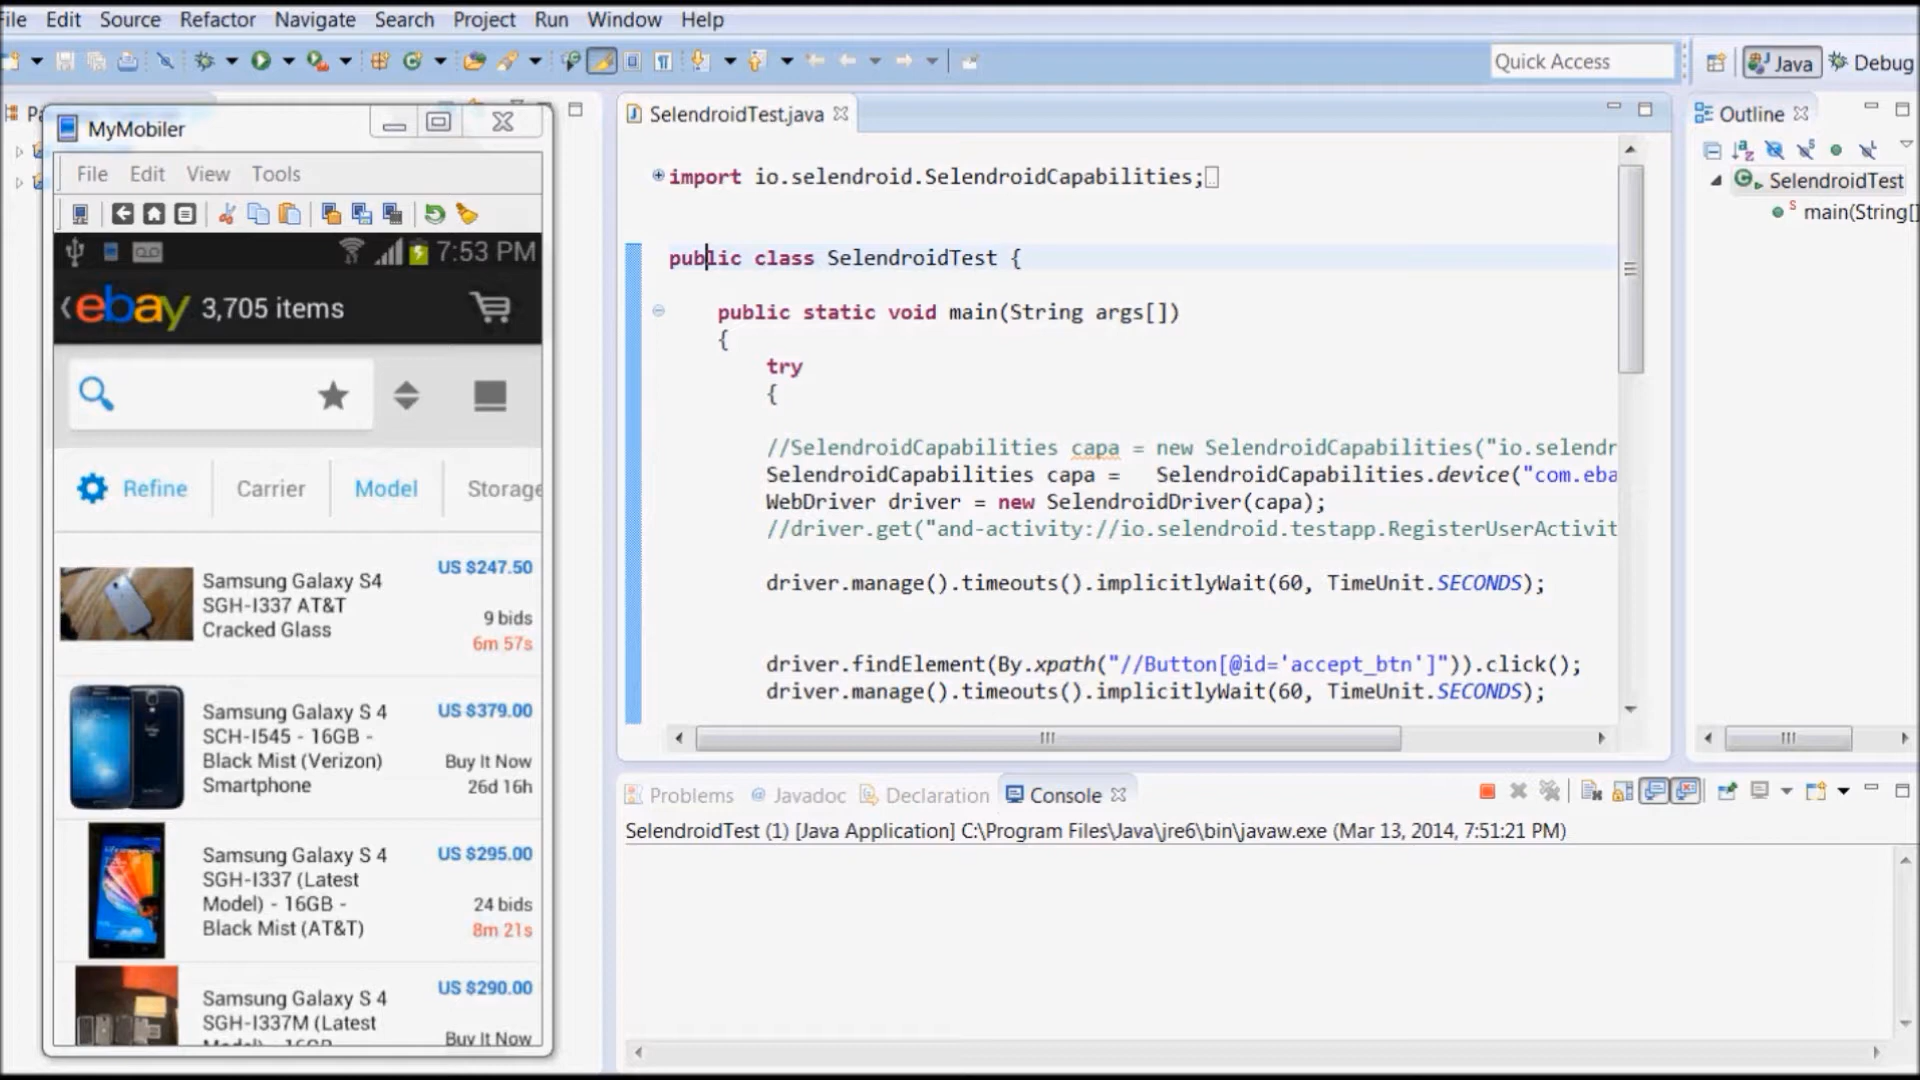 File Edit Source Refactor Navigate Search Project Run Window Help
Quick Access
Java
Debug
MyMobiler
File Edit View Tools
7:53 PM
ebay 3,705 items
Refine Carrier Model Storage
Samsung Galaxy S4
SGH-I337 AT&T
Cracked Glass
US $247.50
9 bids
6m 57s
Samsung Galaxy S 4
SCH-I545 - 16GB -
Black Mist (Verizon)
Smartphone
US $379.00
Buy It Now
26d 16h
Samsung Galaxy S 4
SGH-I337 (Latest
Model) - 16GB -
Black Mist (AT&T)
US $295.00
24 bids
8m 21s
Samsung Galaxy S 4
SGH-I337M (Latest
Model) - 16GB
US $290.00
Buy It Now
SelendroidTest.java
import io.selendroid.SelendroidCapabilities;
public class SelendroidTest {
public static void main(String args[])
{
try
{
//SelendroidCapabilities capa = new SelendroidCapabilities("io.selendr
SelendroidCapabilities capa = SelendroidCapabilities.device("com.eba
WebDriver driver = new SelendroidDriver(capa);
//driver.get("and-activity://io.selendroid.testapp.RegisterUserActivit
driver.manage().timeouts().implicitlyWait(60, TimeUnit.SECONDS);
driver.findElement(By.xpath("//Button[@id='accept_btn']")).click();
driver.manage().timeouts().implicitlyWait(60, TimeUnit.SECONDS);
Outline
SelendroidTest
main(String[]
Problems @ Javadoc Declaration Console
SelendroidTest (1) [Java Application] C:\Program Files\Java\jre6\bin\javaw.exe (Mar 13, 2014, 7:51:21 PM)